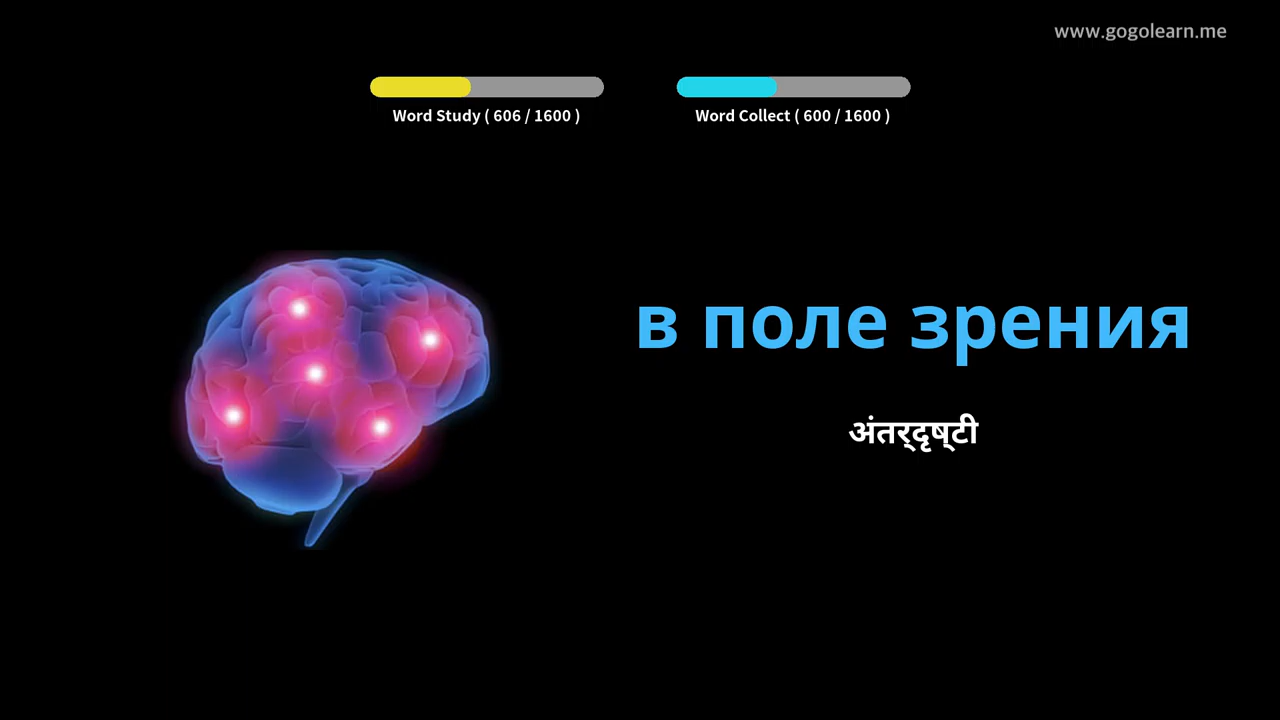 www.gogolearn.me
Word Study ( 606 / 1600 )
Word Collect ( 600 / 1600 )
в поле зрения
अंतर्दृष्टी